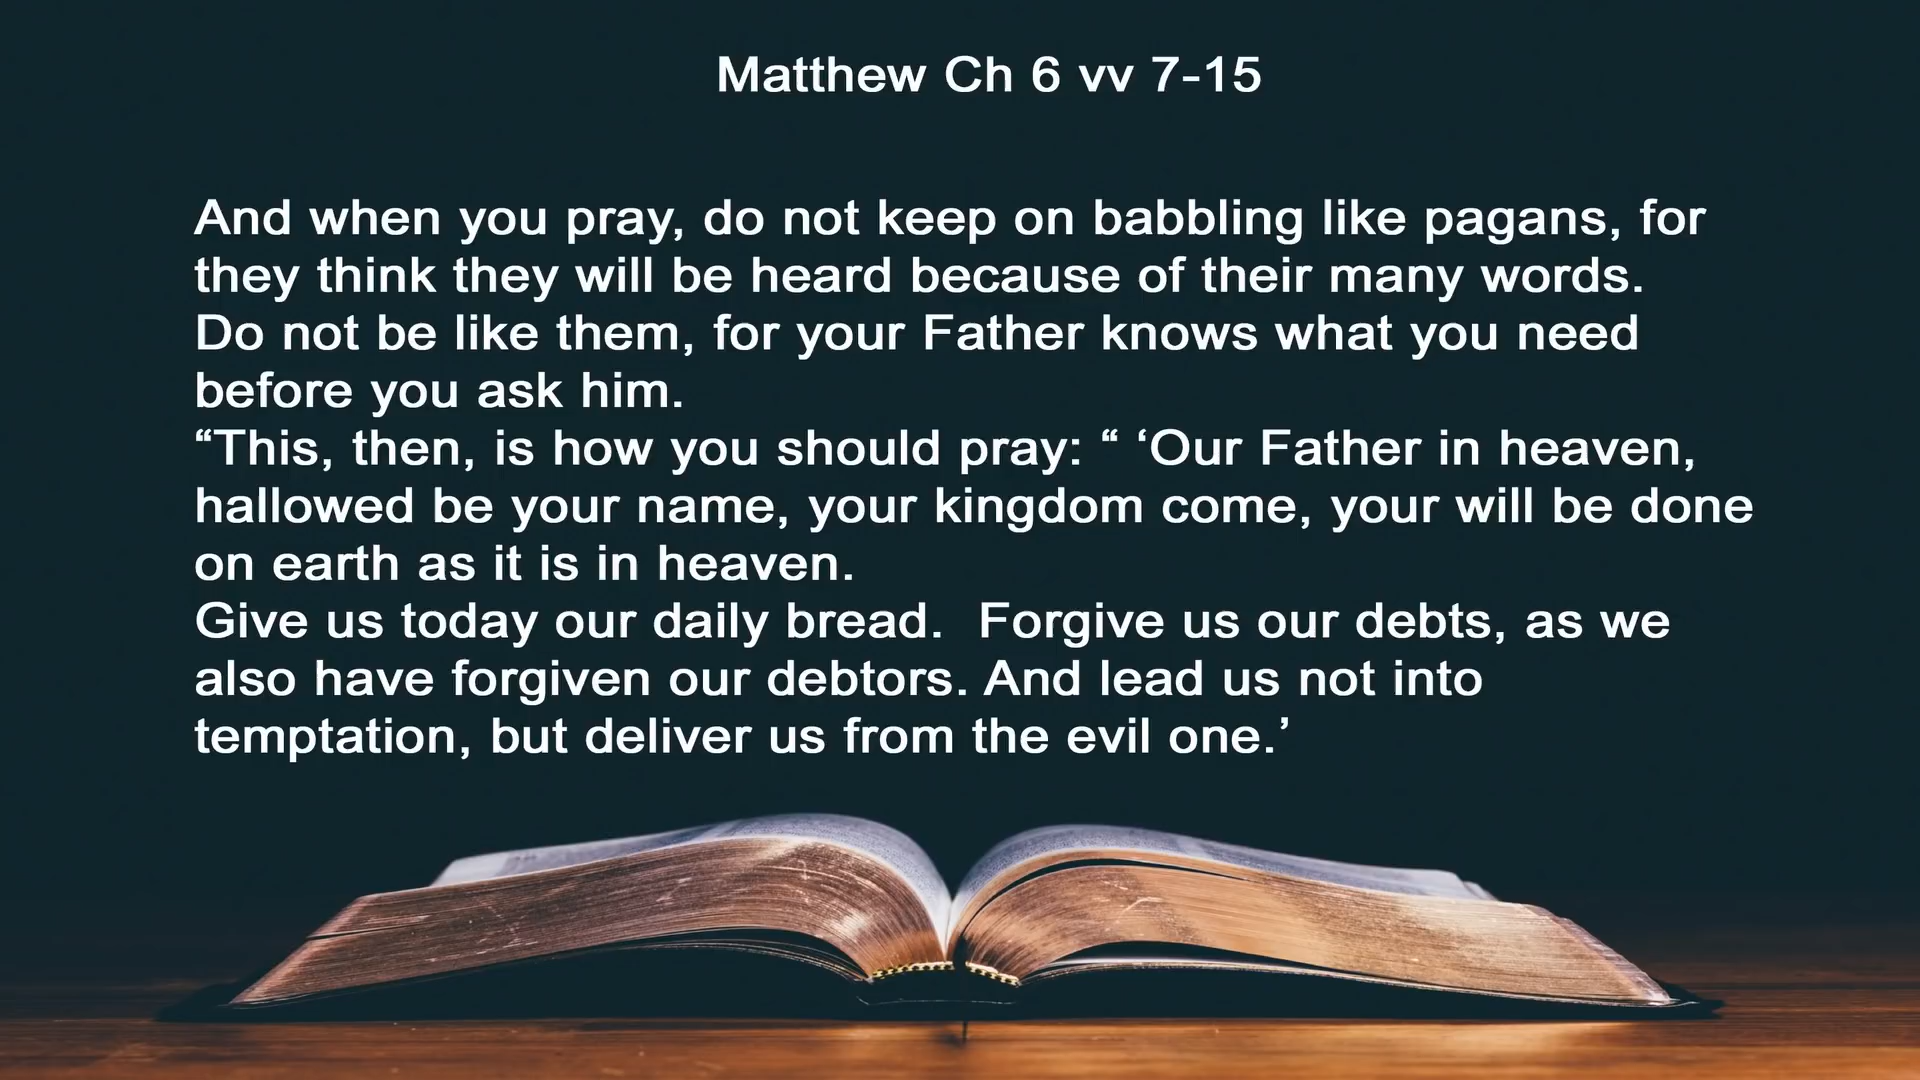 Matthew Ch 6 vv 7-15
And when you pray, do not keep on babbling like pagans, for
they think they will be heard because of their many words.
Do not be like them, for your Father knows what you need
before you ask him.
“This, then, is how you should pray: “ ‘Our Father in heaven,
hallowed be your name, your kingdom come, your will be done
on earth as it is in heaven.
Give us today our daily bread.  Forgive us our debts, as we
also have forgiven our debtors. And lead us not into
temptation, but deliver us from the evil one.’